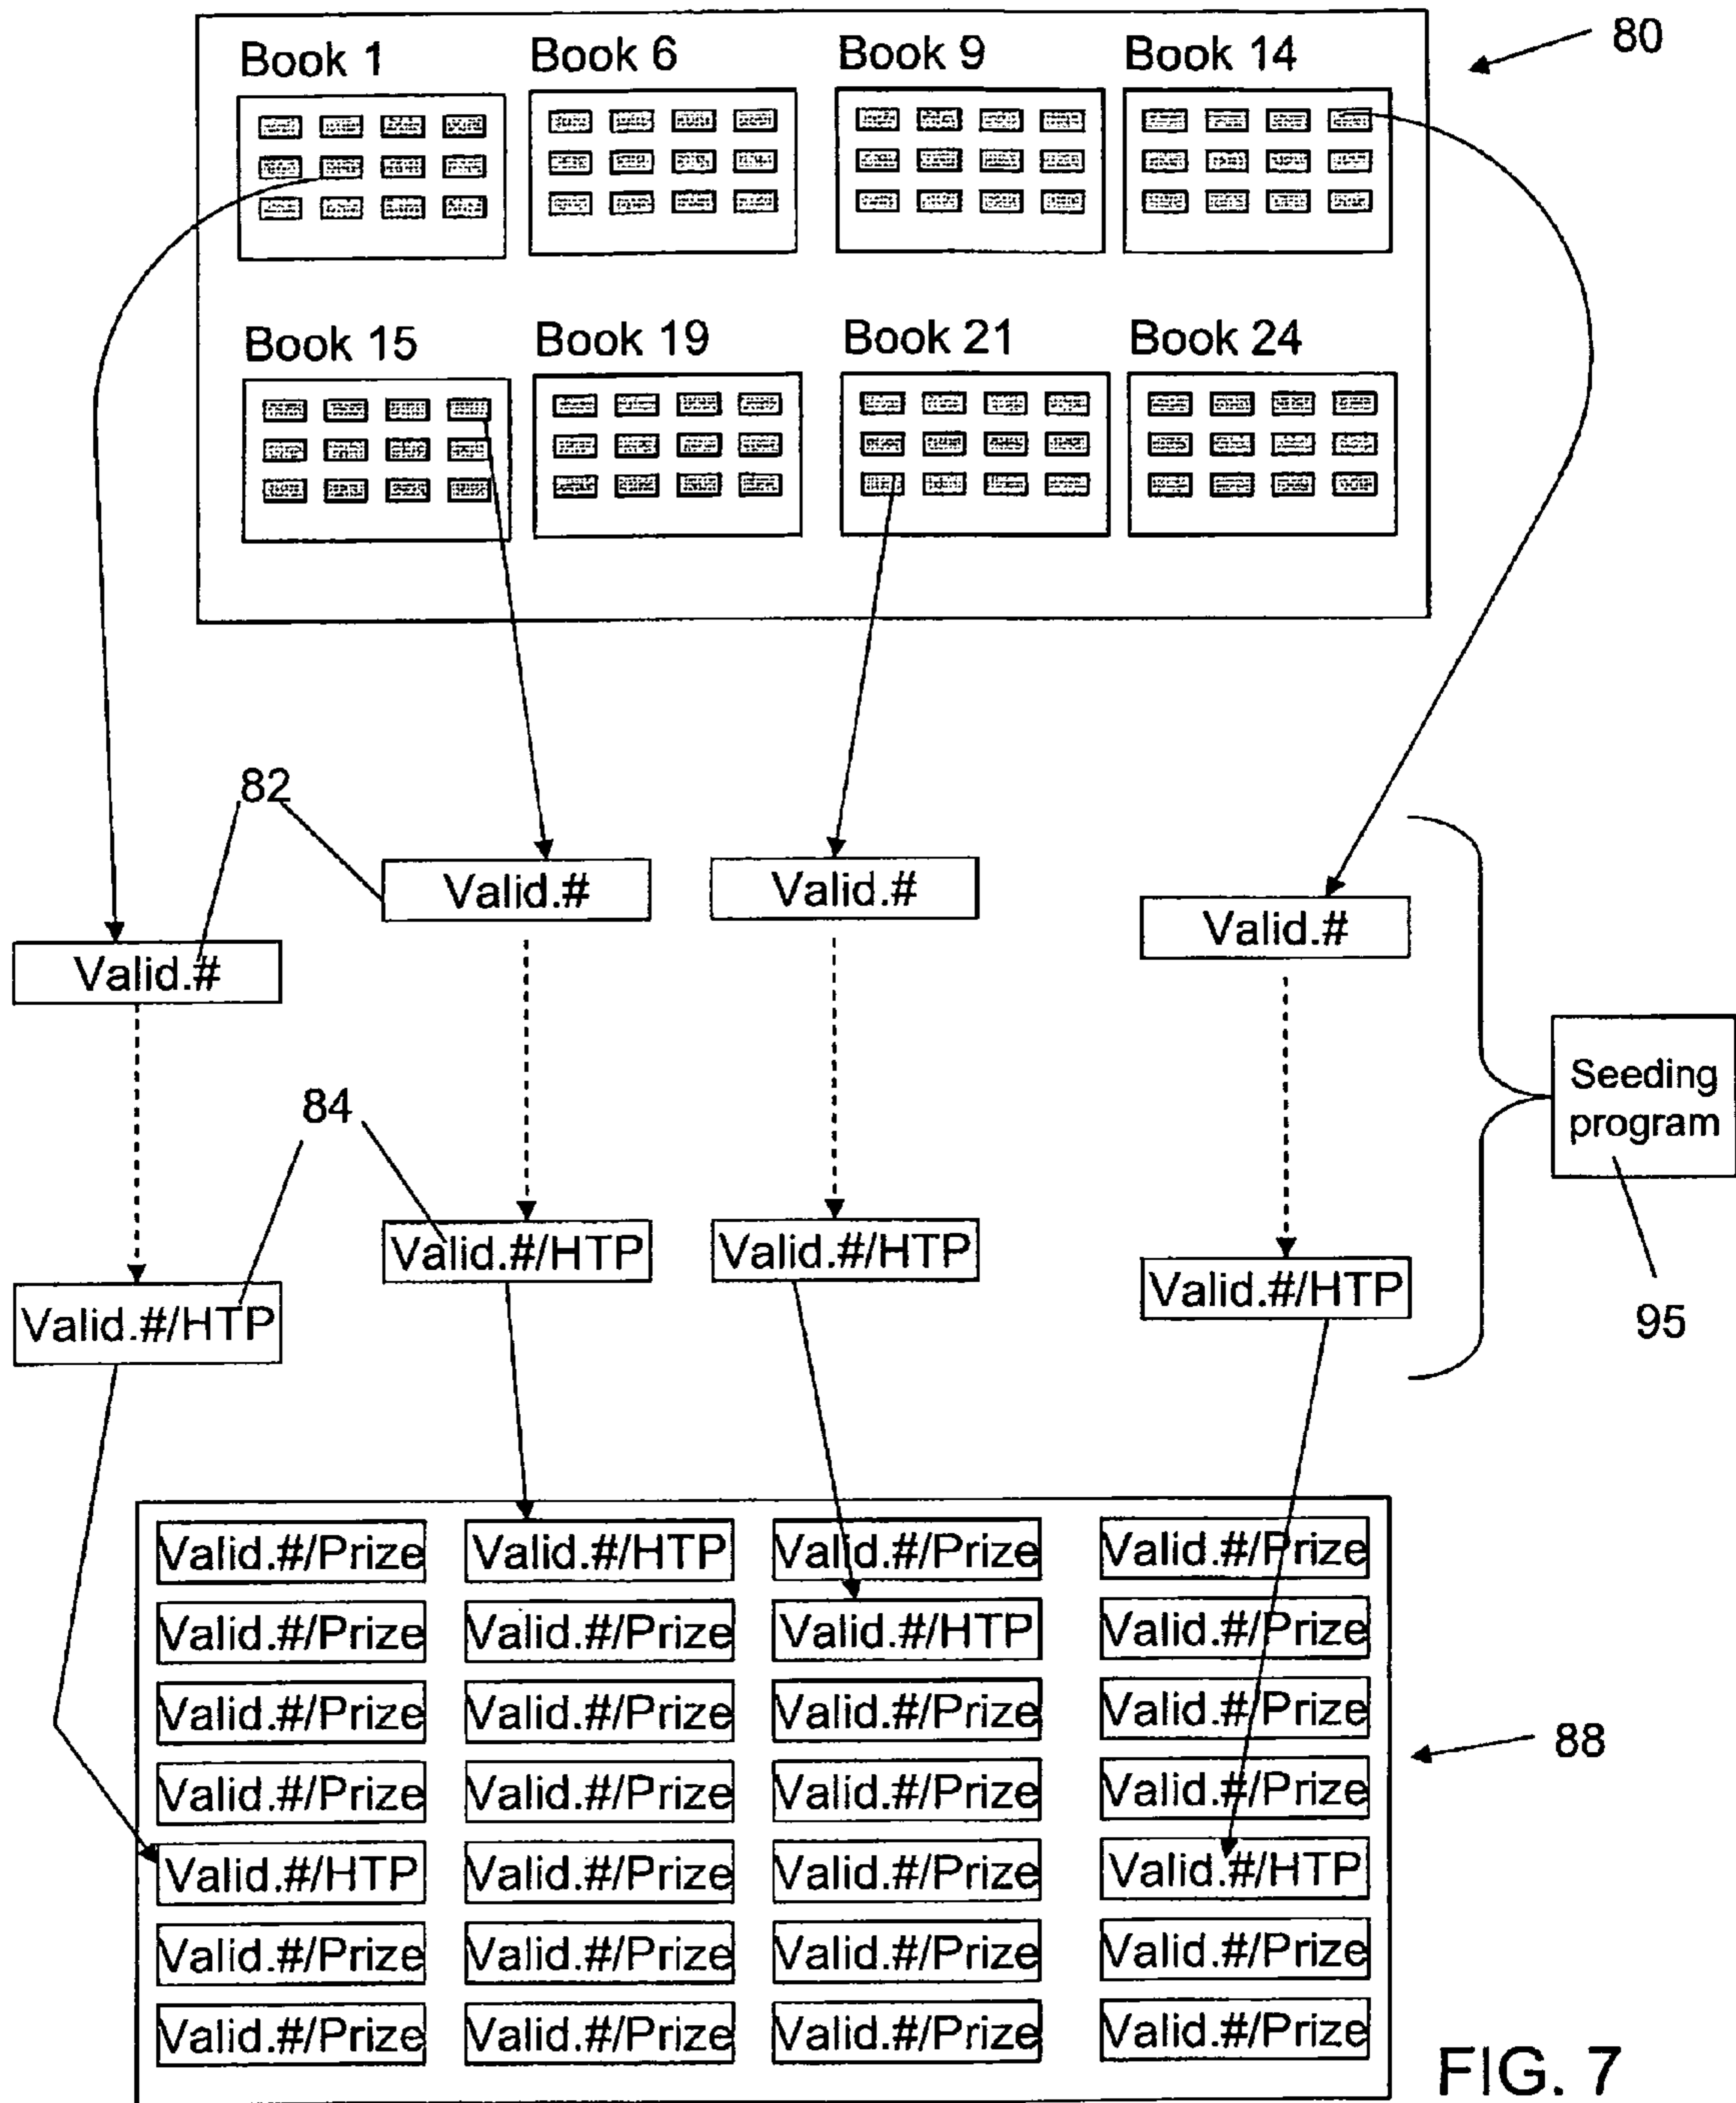 Book 1 Book 6 Book 9 Book 14
80
Book 15 Book 19 Book 21 Book 24
82
Valid.# Valid.# Valid.# Valid.#
84
Seeding
program
95
Valid.#/HTP Valid.#/HTP Valid.#/HTP Valid.#/HTP
Valid.#/Prize Valid.#/HTP Valid.#/Prize Valid.#/Prize
Valid.#/Prize Valid.#/Prize Valid.#/HTP Valid.#/Prize
Valid.#/Prize Valid.#/Prize Valid.#/Prize Valid.#/Prize
88
Valid.#/Prize Valid.#/Prize Valid.#/Prize Valid.#/Prize
Valid.#/HTP Valid.#/Prize Valid.#/Prize Valid.#/HTP
Valid.#/Prize Valid.#/Prize Valid.#/Prize Valid.#/Prize
Valid.#/Prize Valid.#/Prize Valid.#/Prize Valid.#/Prize
FIG. 7